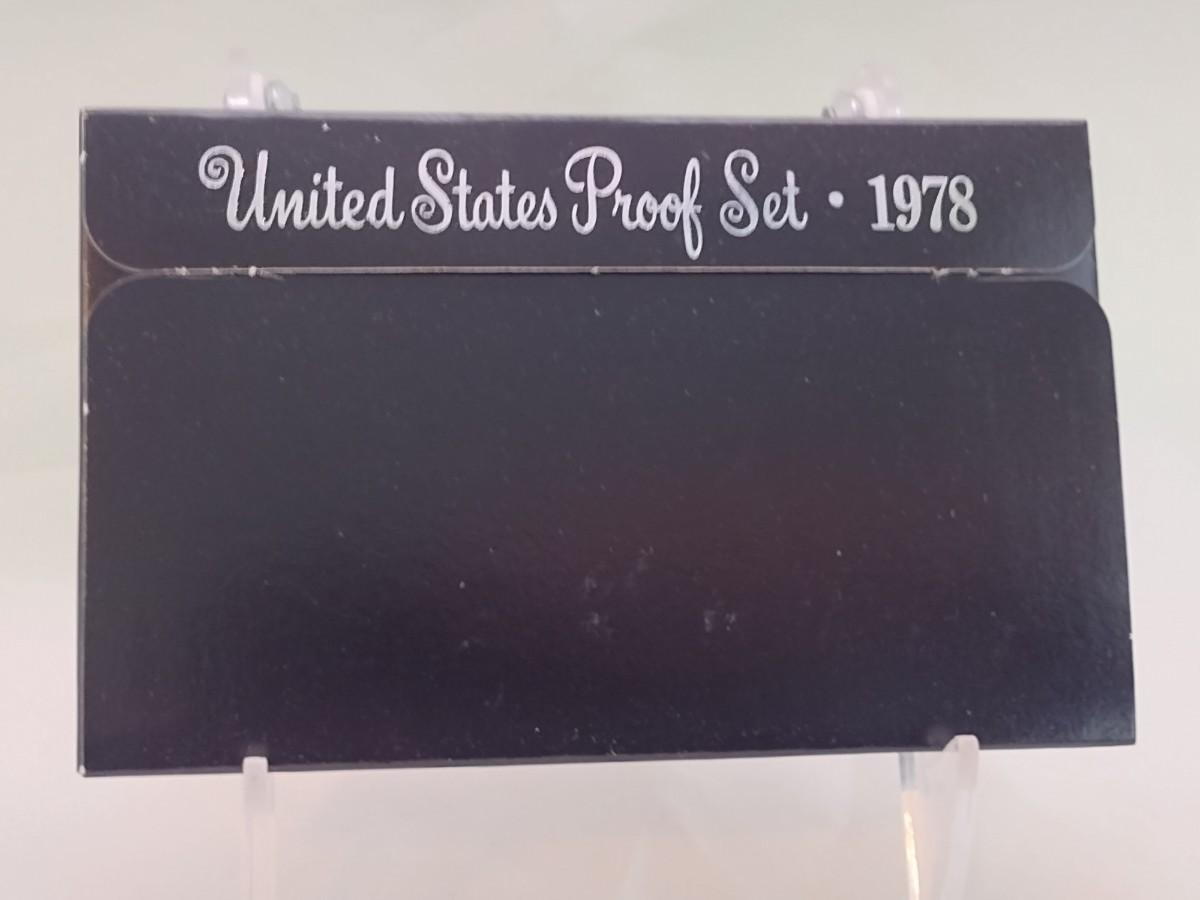 United States Proof Set • 1978